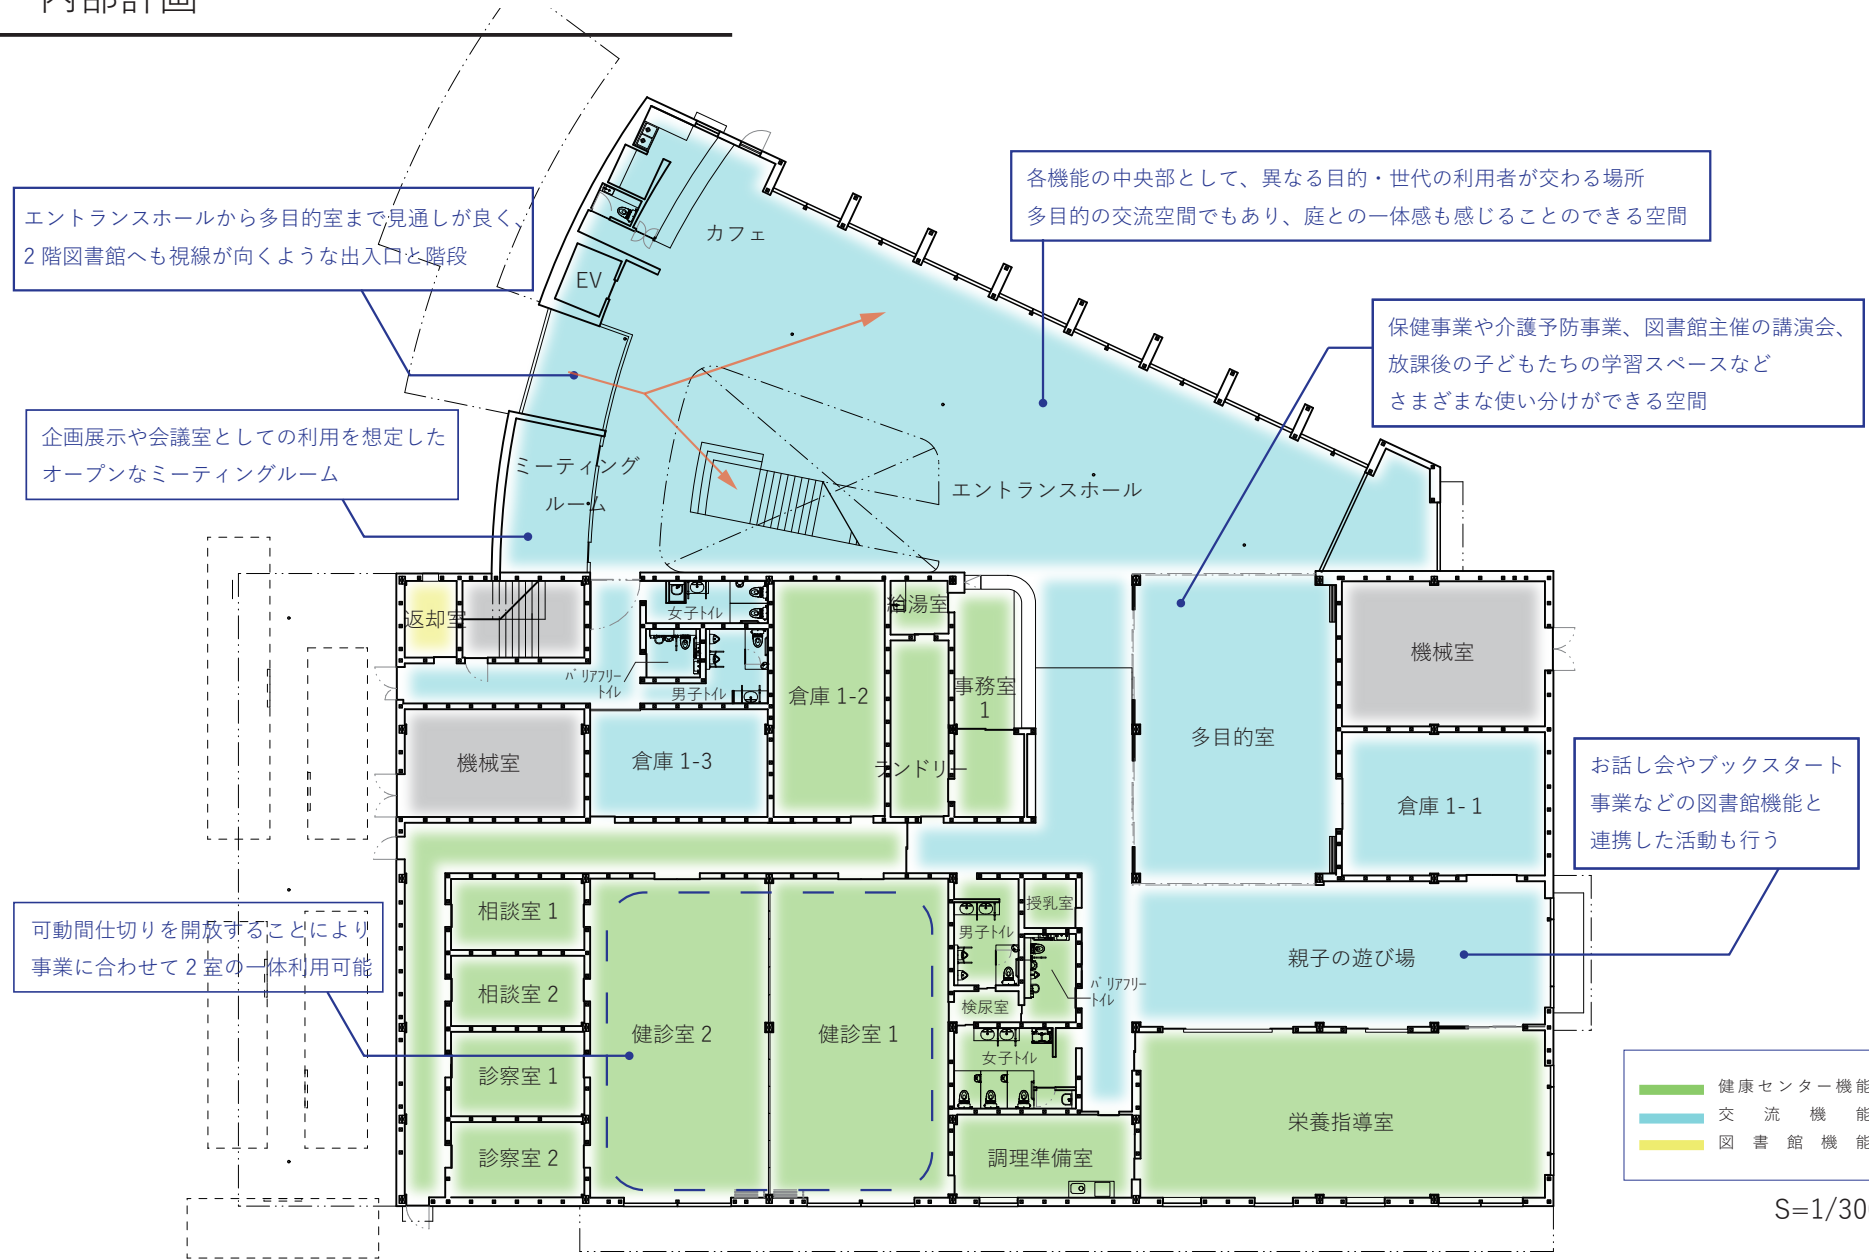 内部計画
エントランスホールから多目的室まで見通しが良く、
2 階図書館へも視線が向くような出入口と階段
各機能の中央部として、異なる目的・世代の利用者が交わる場所
多目的の交流空間でもあり、庭との一体感も感じることのできる空間
カフェ
EV
保健事業や介護予防事業、図書館主催の講演会、
放課後の子どもたちの学習スペースなど
さまざまな使い分けができる空間
企画展示や会議室としての利用を想定した
オープンなミーティングルーム
ミーティング
ルーム
エントランスホール
返却室
女子トイレ
給湯室
バリアフリー
トイレ
男子トイレ
倉庫 1-2
事務室
1
機械室
多目的室
機械室
倉庫 1-3
ランドリー
倉庫 1-1
お話し会やブックスタート
事業などの図書館機能と
連携した活動も行う
可動間仕切りを開放することにより
事業に合わせて 2 室の一体利用可能
相談室 1
相談室 2
診察室 1
診察室 2
健診室 2
健診室 1
授乳室
男子トイレ
バリアフリー
トイレ
検尿室
女子トイレ
親子の遊び場
調理準備室
栄養指導室
健康センター機能
交流機能
図書館機能
S=1/30